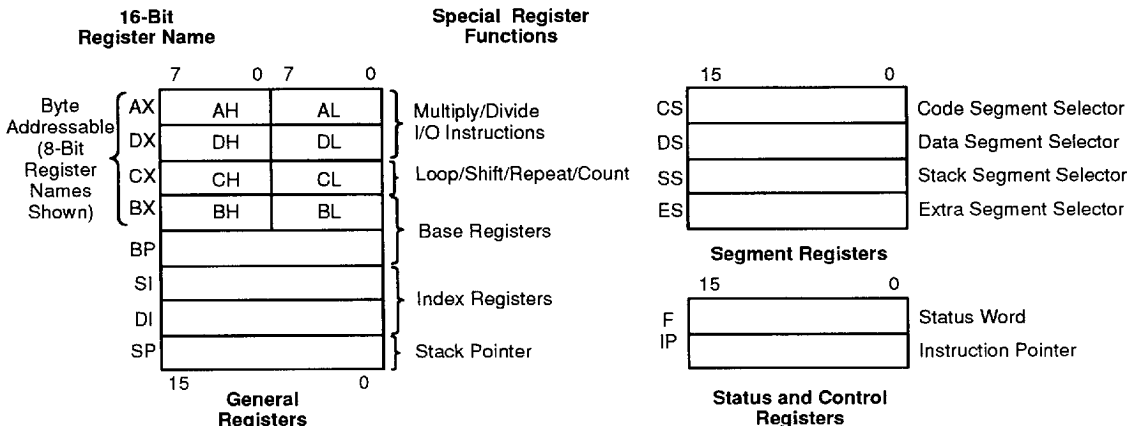 16-Bit
Register Name
Special Register
Functions
7 0 7 0
Byte
Addressable
(8-Bit
Register
Names
Shown)
AX AH AL
DX DH DL
CX CH CL
BX BH BL
BP
SI
DI
SP
15 0
Multiply/Divide
I/O Instructions
Loop/Shift/Repeat/Count
Base Registers
Index Registers
Stack Pointer
General
Registers
15 0
CS Code Segment Selector
DS Data Segment Selector
SS Stack Segment Selector
ES Extra Segment Selector
Segment Registers
15 0
F Status Word
IP Instruction Pointer
Status and Control
Registers